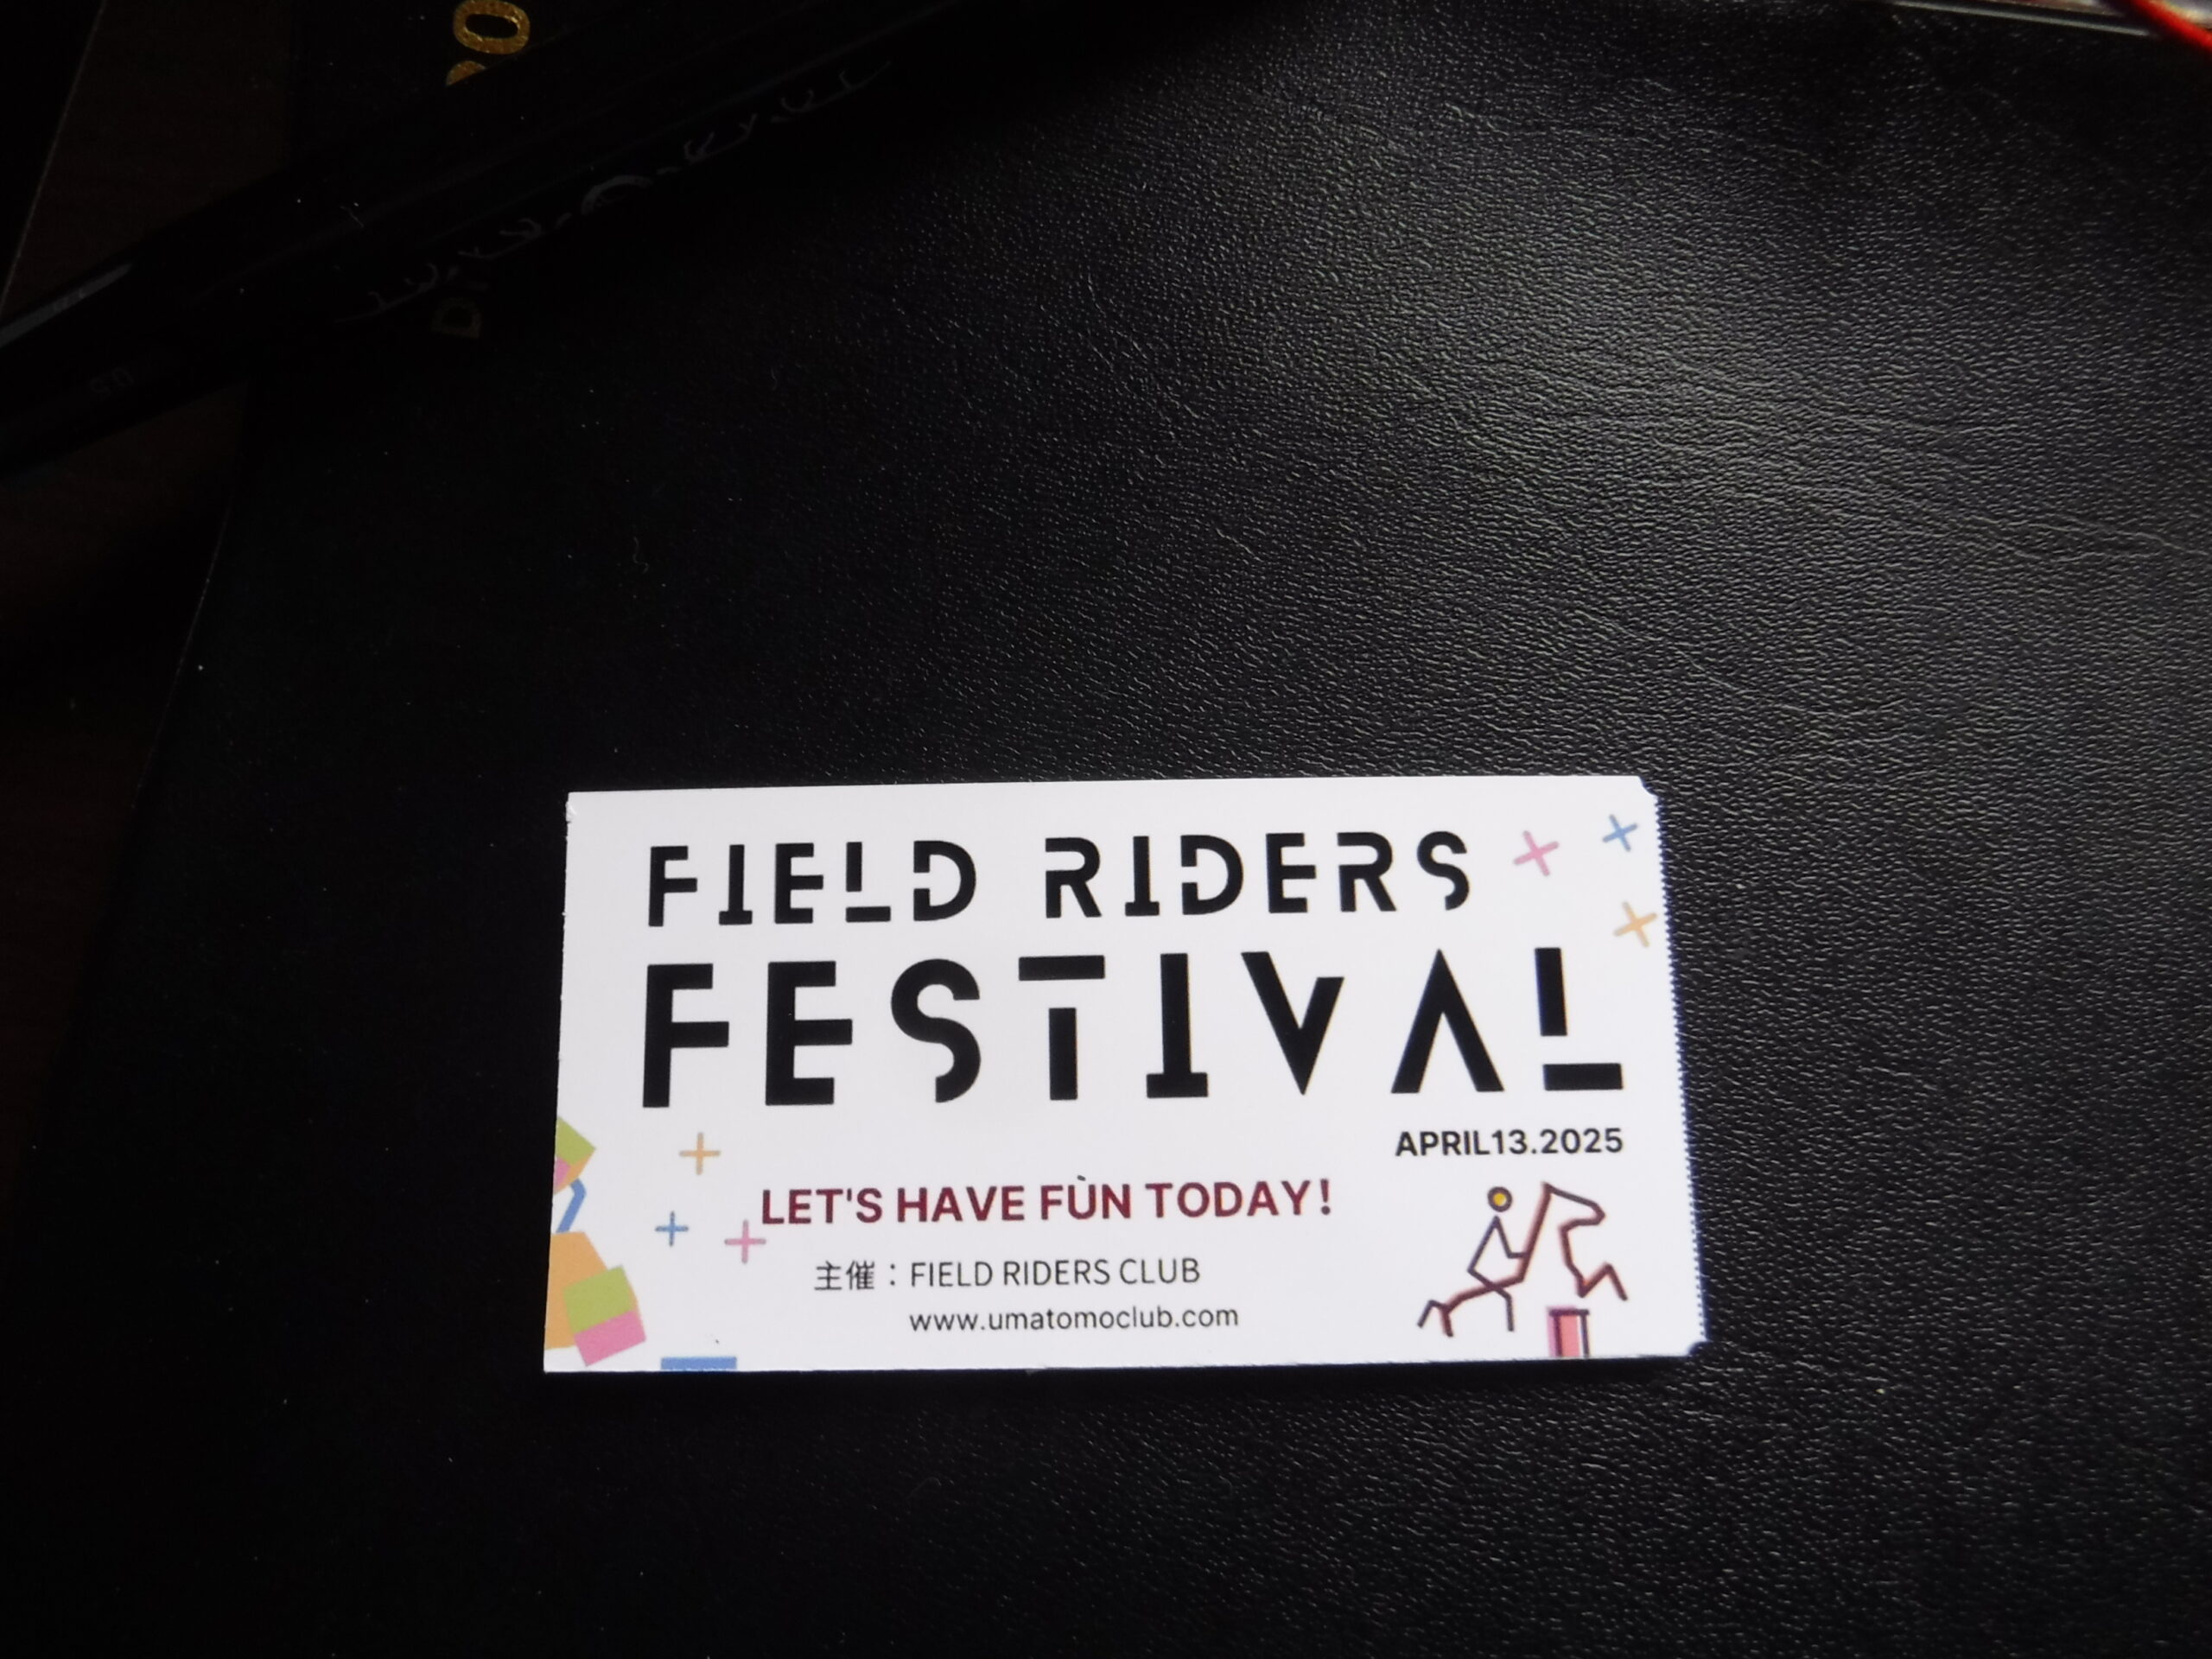 FIELD RIDERS
FESTIVAL
APRIL13.2025
LET'S HAVE FÙN TODAY!
主催：FIELD RIDERS CLUB
www.umatomoclub.com